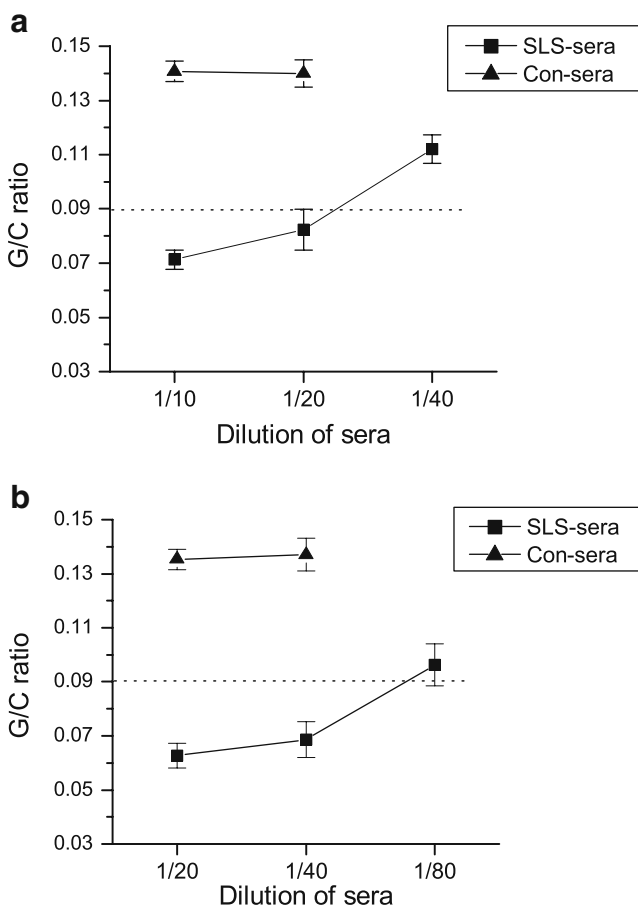 a
0.15
0.13
0.11
0.09
0.07
0.05
0.03
G/C ratio
1/10
1/20
1/40
Dilution of sera
SLS-sera
Con-sera
b
0.15
0.13
0.11
0.09
0.07
0.05
0.03
G/C ratio
1/20
1/40
1/80
Dilution of sera
SLS-sera
Con-sera